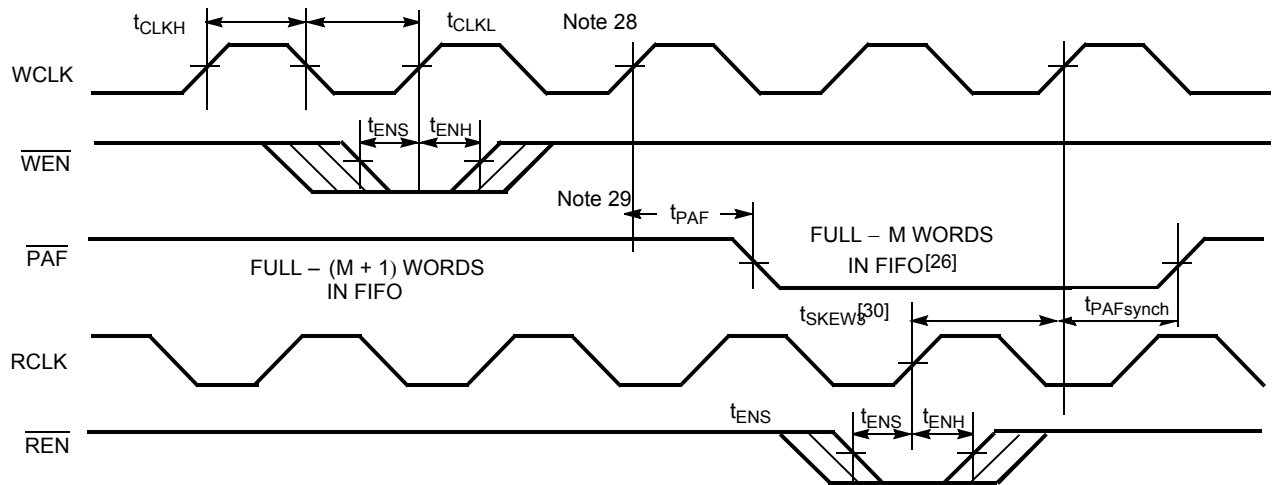 tCLKH
tCLKL
Note 28
WCLK
tENS
tENH
WEN
Note 29
tPAF
PAF
FULL – (M + 1) WORDS
IN FIFO
FULL – M WORDS
IN FIFO[26]
tSKEW3[30]
tPAFsynch
RCLK
tENS
tENS
tENH
REN